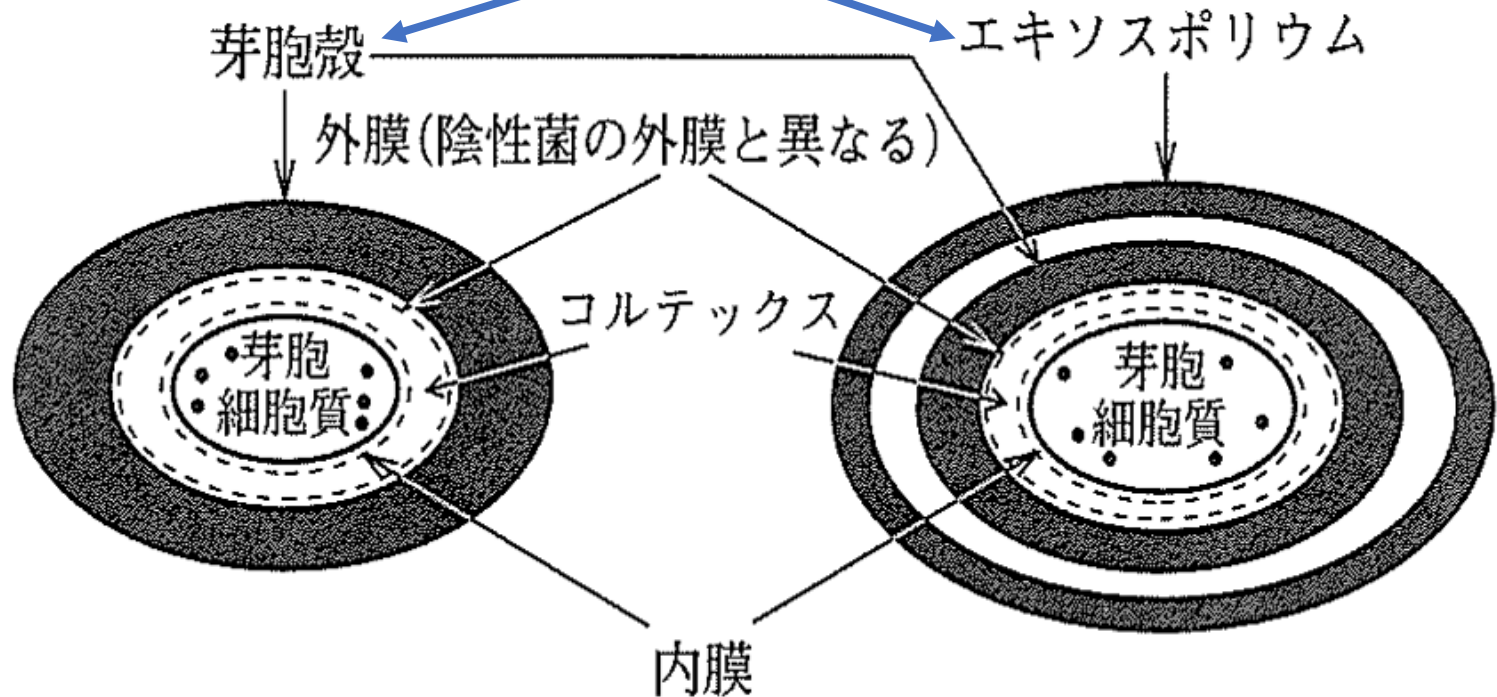 芽胞殻
エキソスポリウム
外膜(陰性菌の外膜と異なる)
コルテックス
芽胞
細胞質
芽胞
細胞質
内膜